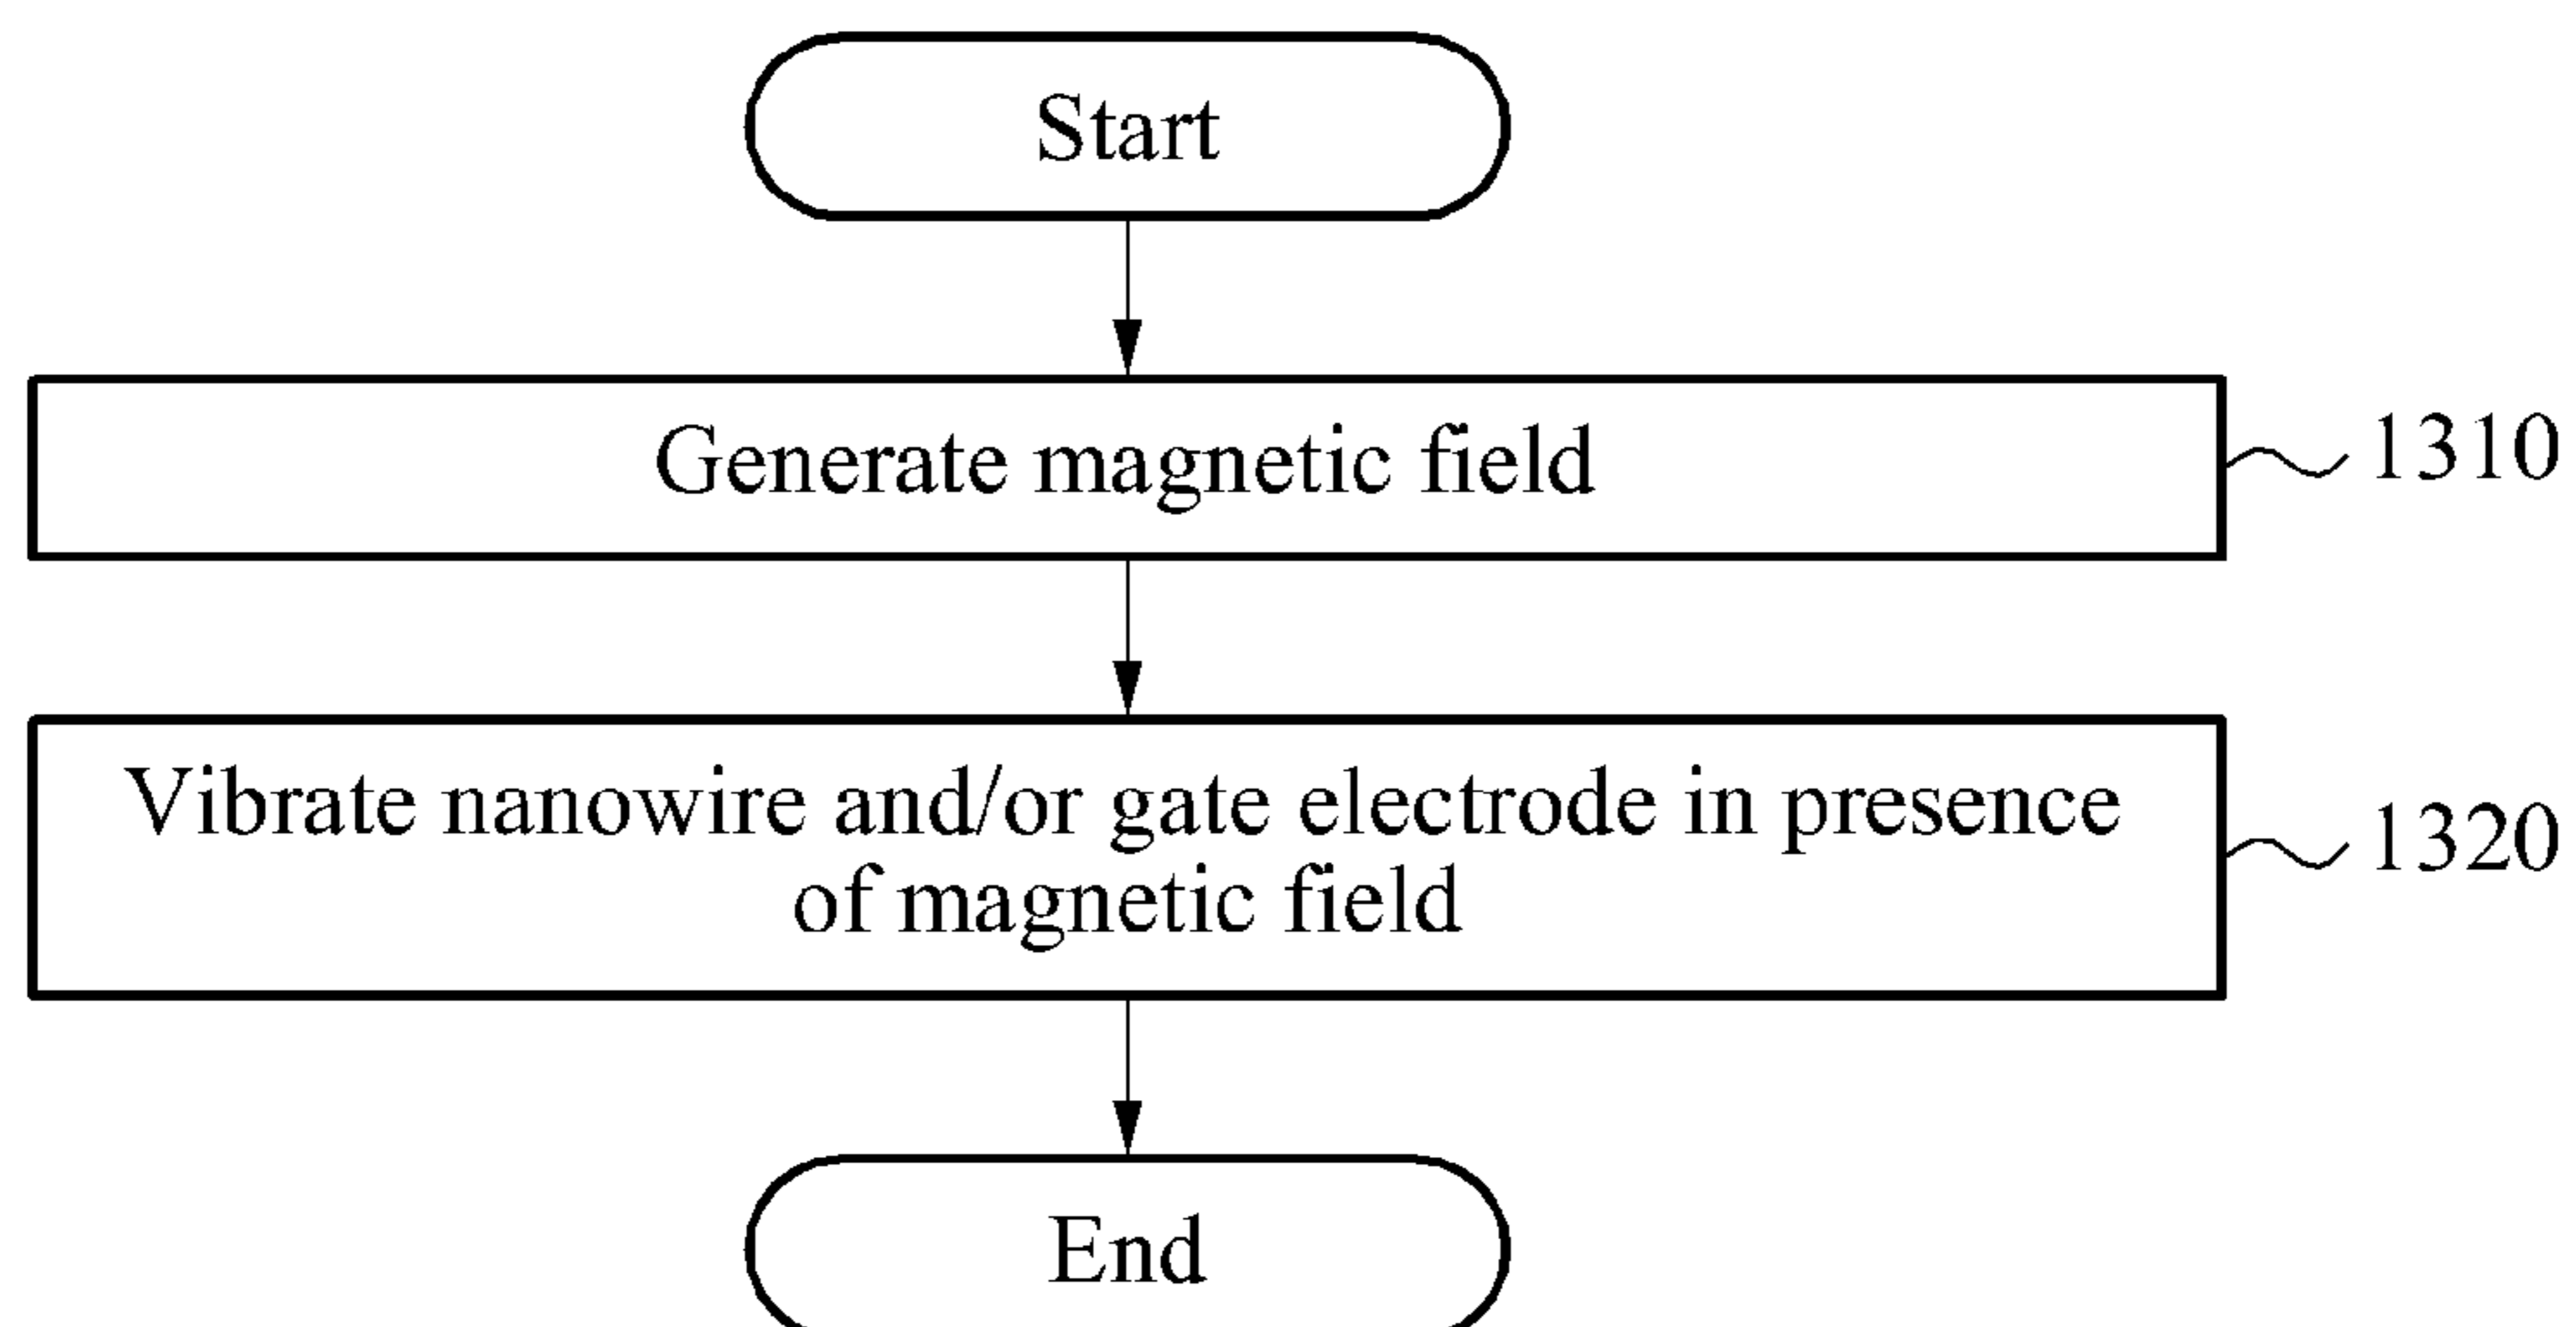 Start
Generate magnetic field
1310
Vibrate nanowire and/or gate electrode in presence
of magnetic field
1320
End